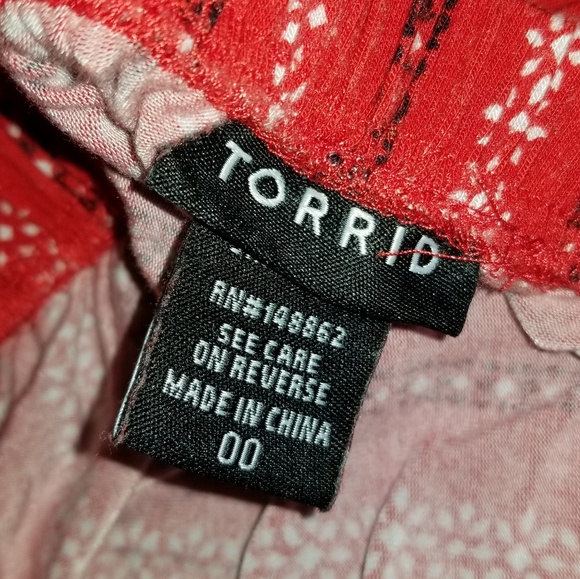 TORRID
RN#149862
SEE CARE
ON REVERSE
MADE IN CHINA
00